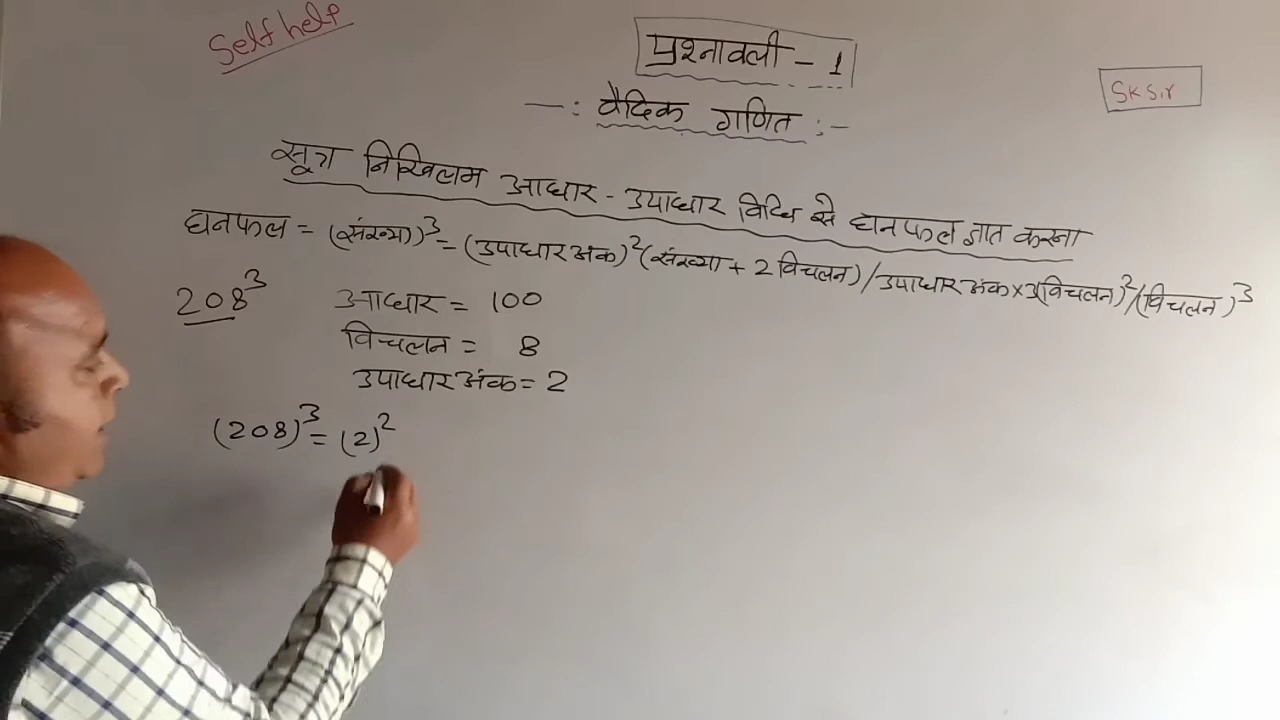 Self help
प्रश्नावली - 1
SK Sir
-: वैदिक गणित :-
सूत्र निखिलम आधार - उपाधार विधि से घनफल ज्ञात करना
घनफल = (संख्या)³ = (उपाधार अंक)² (संख्या + 2 विचलन) / उपाधार अंक × 3(विचलन)² / (विचलन)³
208³ आधार = 100
विचलन = 8
उपाधार अंक = 2
(208)³ = (2)²